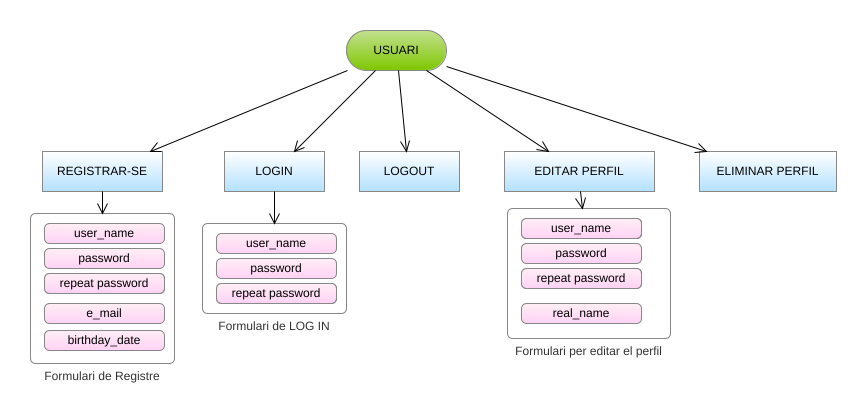 USUARI
REGISTRAR-SE
LOGIN
LOGOUT
EDITAR PERFIL
ELIMINAR PERFIL
user_name
password
repeat password
e_mail
birthday_date
Formulari de Registre
user_name
password
repeat password
Formulari de LOG IN
user_name
password
repeat password
real_name
Formulari per editar el perfil